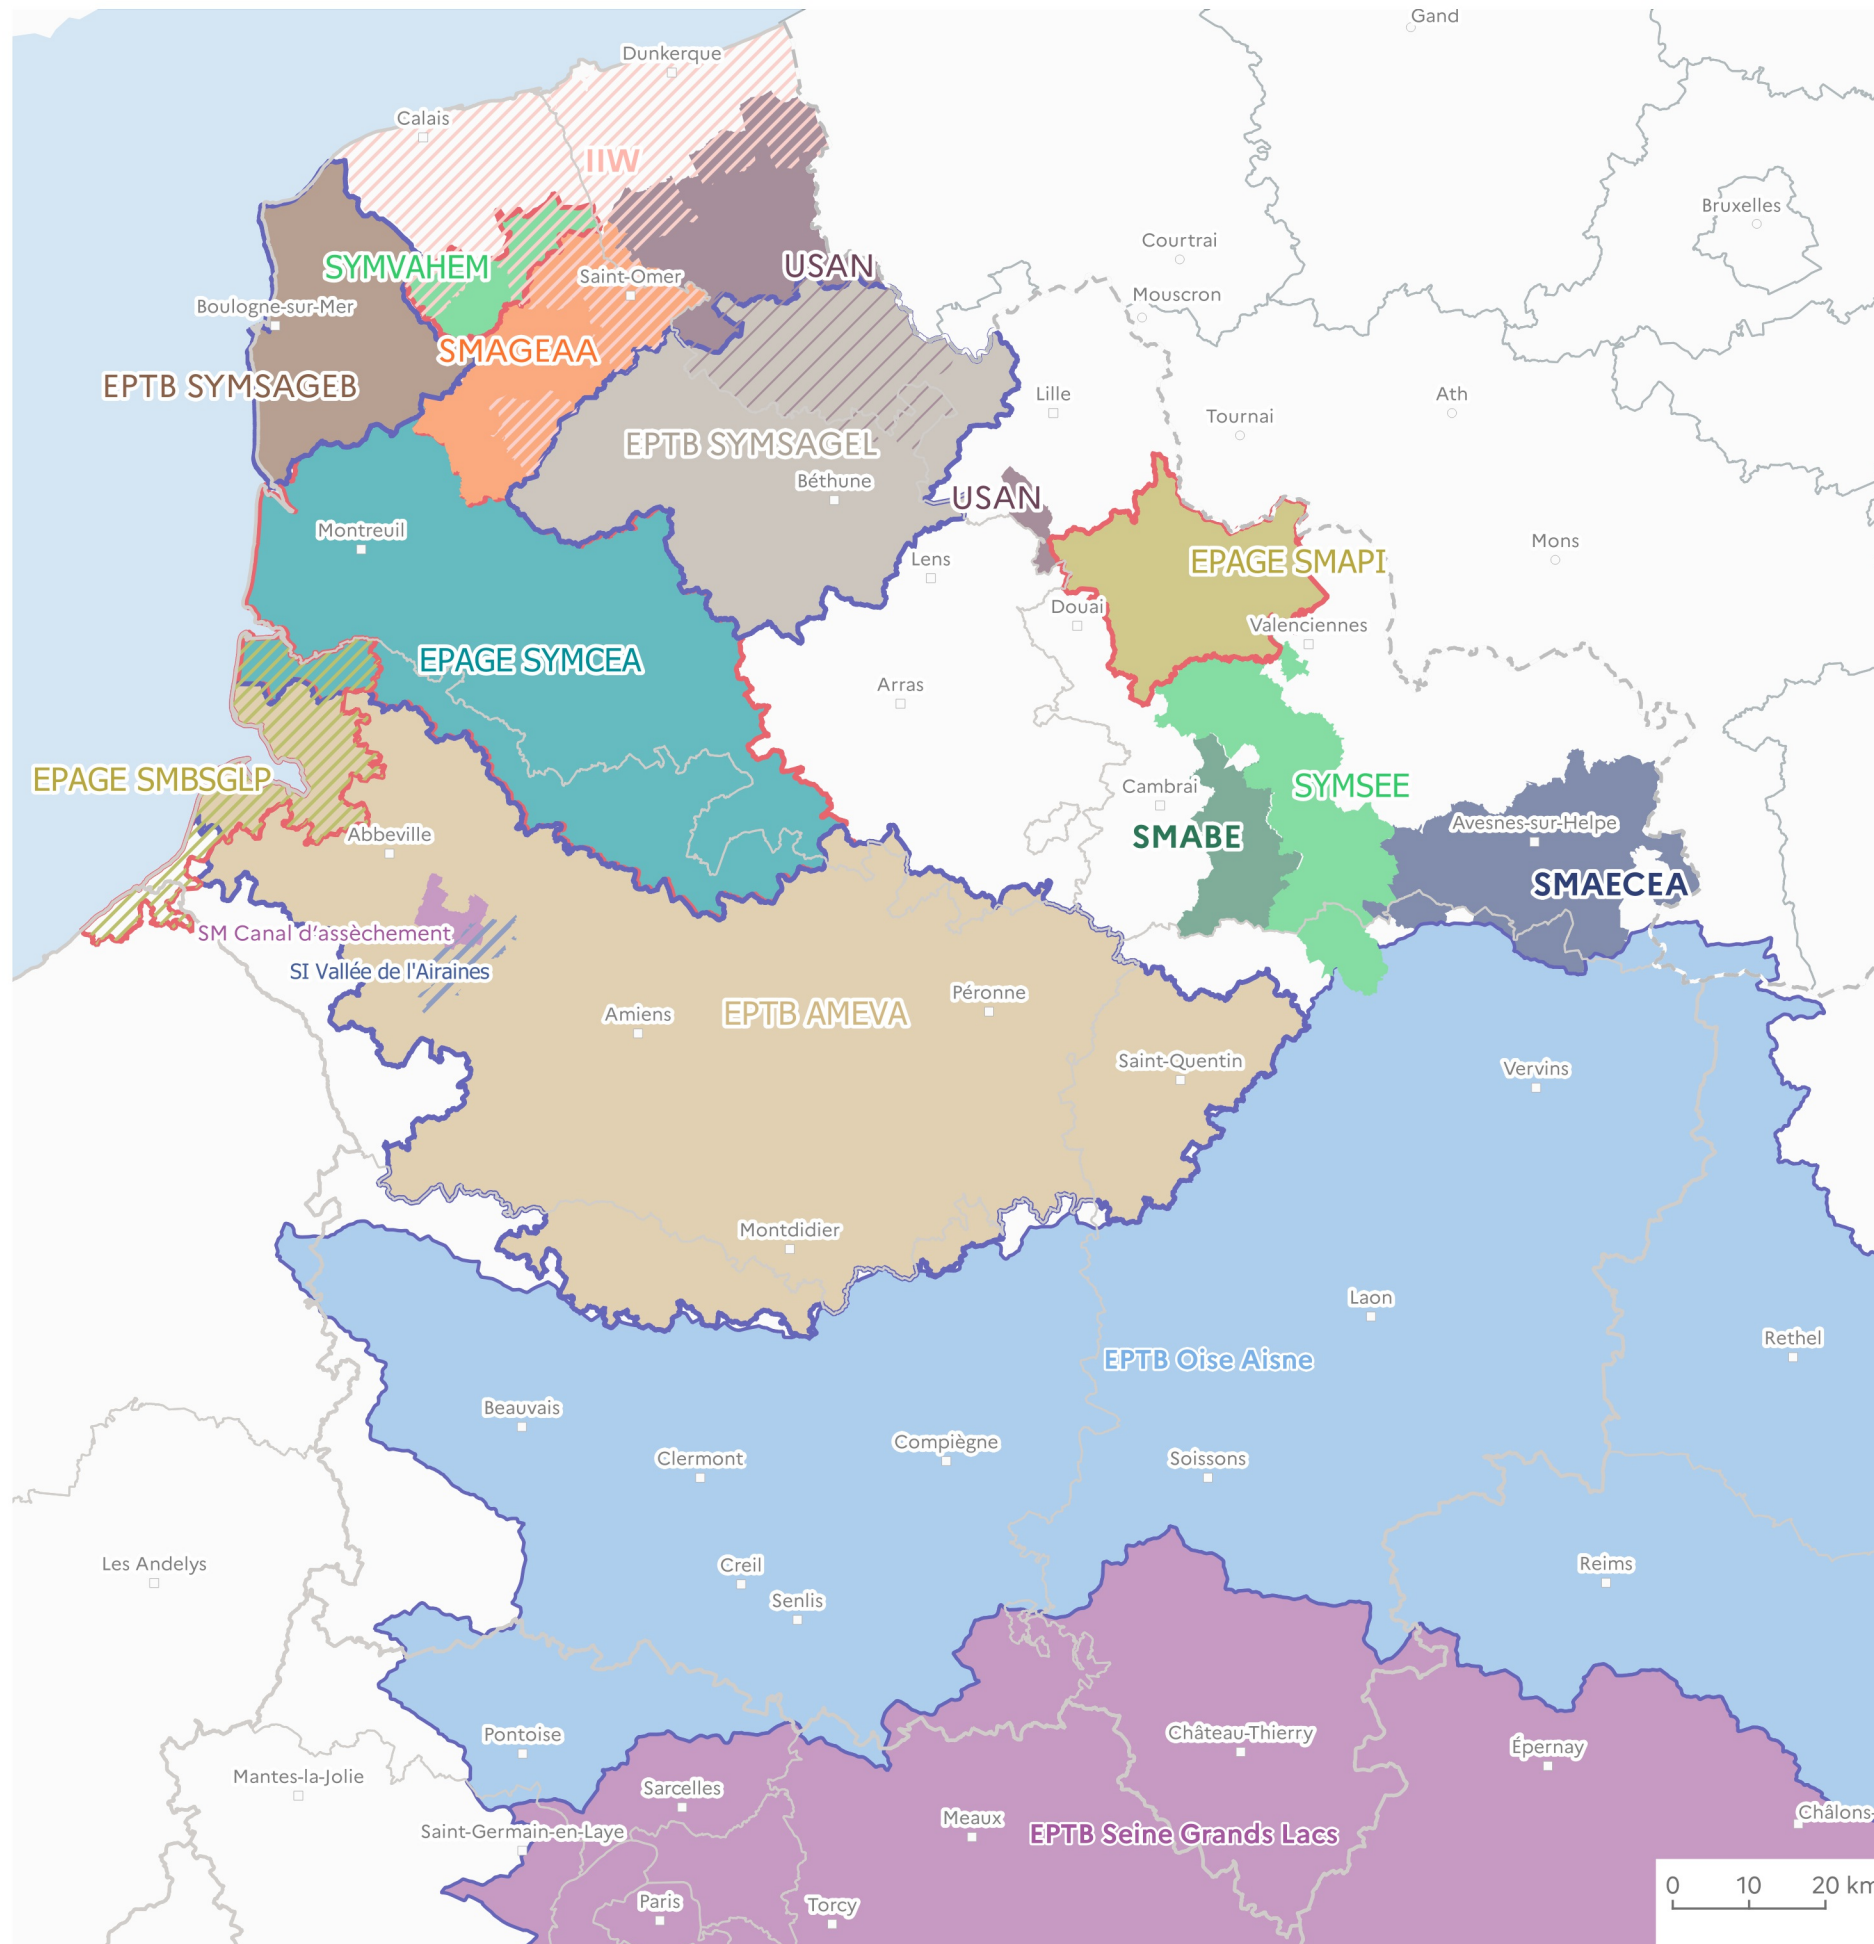 Gand
Dunkerque
Calais
IIW
Bruxelles
Courtrai
SYMVAHEM
Saint-Omer
USAN
Mouscron
Boulogne-sur-Mer
SMAGEAA
EPTB SYMSAGEB
Lille
Ath
Tournai
EPTB SYMSAGEL
Béthune
USAN
Montreuil
Mons
Lens
EPAGE SMAPI
Douai
Valenciennes
EPAGE SYMCEA
Arras
EPAGE SMBSGLP
Cambrai
SYMSEE
Abbeville
SMABE
Avesnes-sur-Helpe
SMAECEA
SM Canal d'assèchement
SI Vallée de l'Airaines
Péronne
Amiens
EPTB AMEVA
Saint-Quentin
Vervins
Montdidier
Laon
Rethel
EPTB Oise Aisne
Beauvais
Compiègne
Clermont
Soissons
Les Andelys
Creil
Reims
Senlis
Pontoise
Château-Thierry
Épernay
Mantes-la-Jolie
Sarcelles
Châlons-
Meaux
Saint-Germain-en-Laye
EPTB Seine Grands Lacs
Paris
Torcy
0 10 20 km